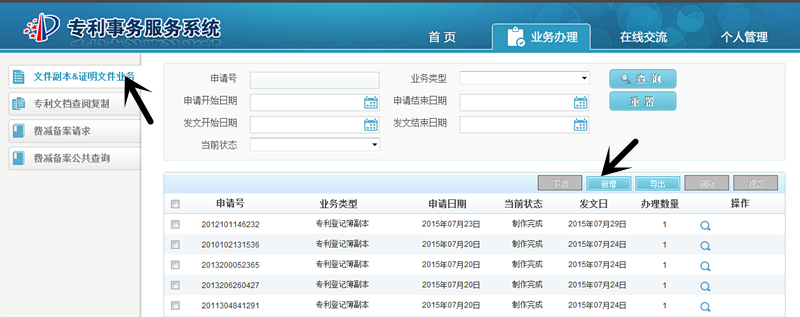 专利事务服务系统
首 页 业务办理 在线交流 个人管理
文件副本&证明文件业务
专利文档查阅复制
费减备案请求
费减备案公共查询
申请号 业务类型 查 询
申请开始日期 申请结束日期 重 置
发文开始日期 发文结束日期
当前状态
新增 导出
申请号 业务类型 申请日期 当前状态 发文日 办理数量 操作
2012101146232 专利登记簿副本 2015年07月23日 制作完成 2015年07月29日 1
2010102131536 专利登记簿副本 2015年07月20日 制作完成 2015年07月24日 1
2013200052365 专利登记簿副本 2015年07月20日 制作完成 2015年07月24日 1
2013206260427 专利登记簿副本 2015年07月20日 制作完成 2015年07月24日 1
2011304841291 专利登记簿副本 2015年07月20日 制作完成 2015年07月24日 1